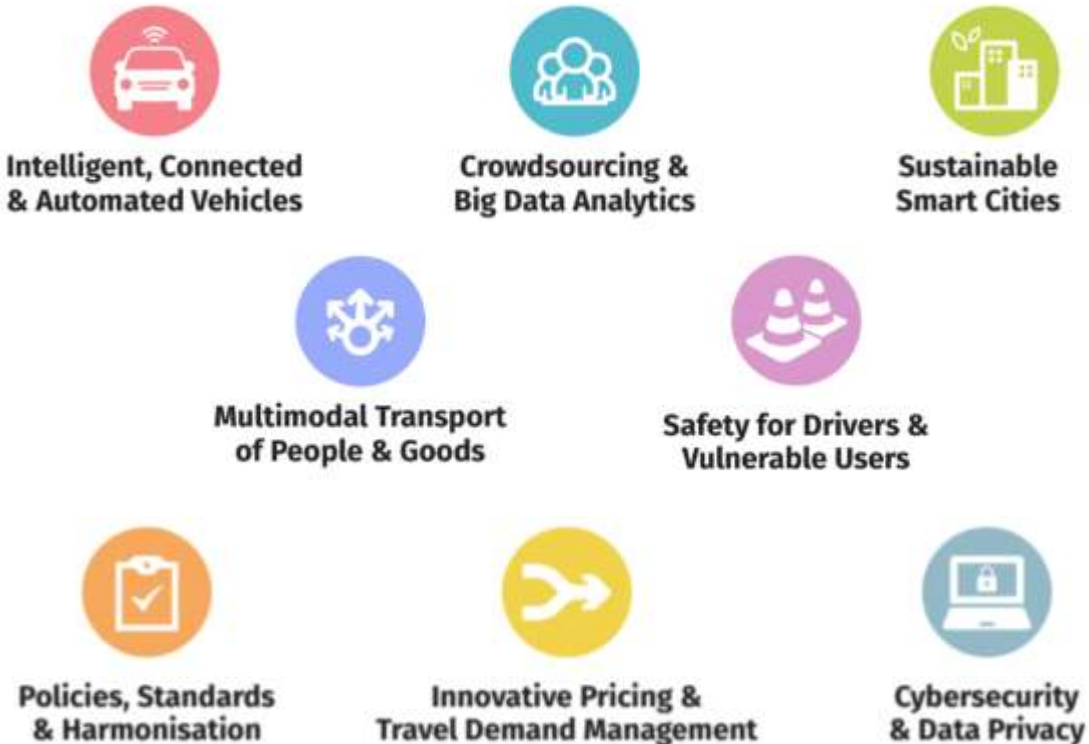 Intelligent, Connected
& Automated Vehicles
Crowdsourcing &
Big Data Analytics
Sustainable
Smart Cities
Multimodal Transport
of People & Goods
Safety for Drivers &
Vulnerable Users
Policies, Standards
& Harmonisation
Innovative Pricing &
Travel Demand Management
Cybersecurity
& Data Privacy